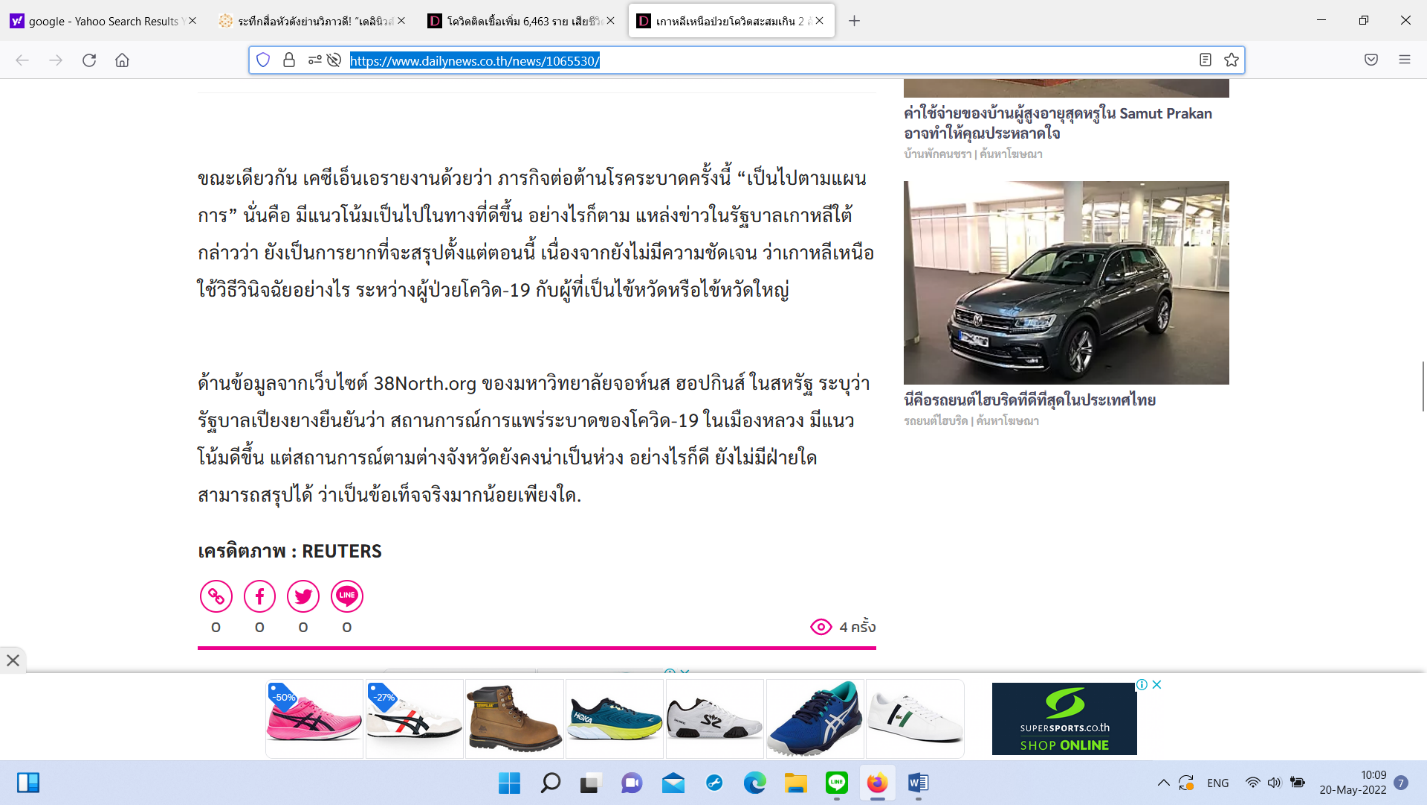 google - Yahoo Search Results
ระทึกสื่อหัวดังย่านวิภาวดี! "เดลินิวส์
โควิดติดเชื้อเพิ่ม 6,463 ราย เสียชีวิ
เกาหลีเหนือป่วยโควิดสะสมเกิน 2
https://www.dailynews.co.th/news/1065530/
ขณะเดียวกัน เคซีเอ็นเอรายงานด้วยว่า ภารกิจต่อต้านโรคระบาดครั้งนี้ “เป็นไปตามแผน
การ” นั่นคือ มีแนวโน้มเป็นไปในทางที่ดีขึ้น อย่างไรก็ตาม แหล่งข่าวในรัฐบาลเกาหลีใต้
กล่าวว่า ยังเป็นการยากที่จะสรุปตั้งแต่ตอนนี้ เนื่องจากยังไม่มีความชัดเจน ว่าเกาหลีเหนือ
ใช้วิธีวินิจฉัยอย่างไร ระหว่างผู้ป่วยโควิด-19 กับผู้ที่เป็นไข้หวัดหรือไข้หวัดใหญ่
ด้านข้อมูลจากเว็บไซต์ 38North.org ของมหาวิทยาลัยจอห์นส ฮอปกินส์ ในสหรัฐ ระบุว่า
รัฐบาลเปียงยางยืนยันว่า สถานการณ์การแพร่ระบาดของโควิด-19 ในเมืองหลวง มีแนว
โน้มดีขึ้น แต่สถานการณ์ตามต่างจังหวัดยังคงน่าเป็นห่วง อย่างไรก็ดี ยังไม่มีฝ่ายใด
สามารถสรุปได้ ว่าเป็นข้อเท็จจริงมากน้อยเพียงใด.
เครดิตภาพ : REUTERS
LINE
0 0 0 0
4 ครั้ง
ค่าใช้จ่ายของบ้านผู้สูงอายุสุดหรูใน Samut Prakan
อาจทำให้คุณประหลาดใจ
บ้านพักคนชรา | ค้นหาโฆษณา
นี่คือรถยนต์ไฮบริดที่ดีที่สุดในประเทศไทย
รถยนต์ไฮบริด | ค้นหาโฆษณา
-50%
-27%
SUPERSPORTS.co.th
SHOP ONLINE
ENG
10:09
20-May-2022
7